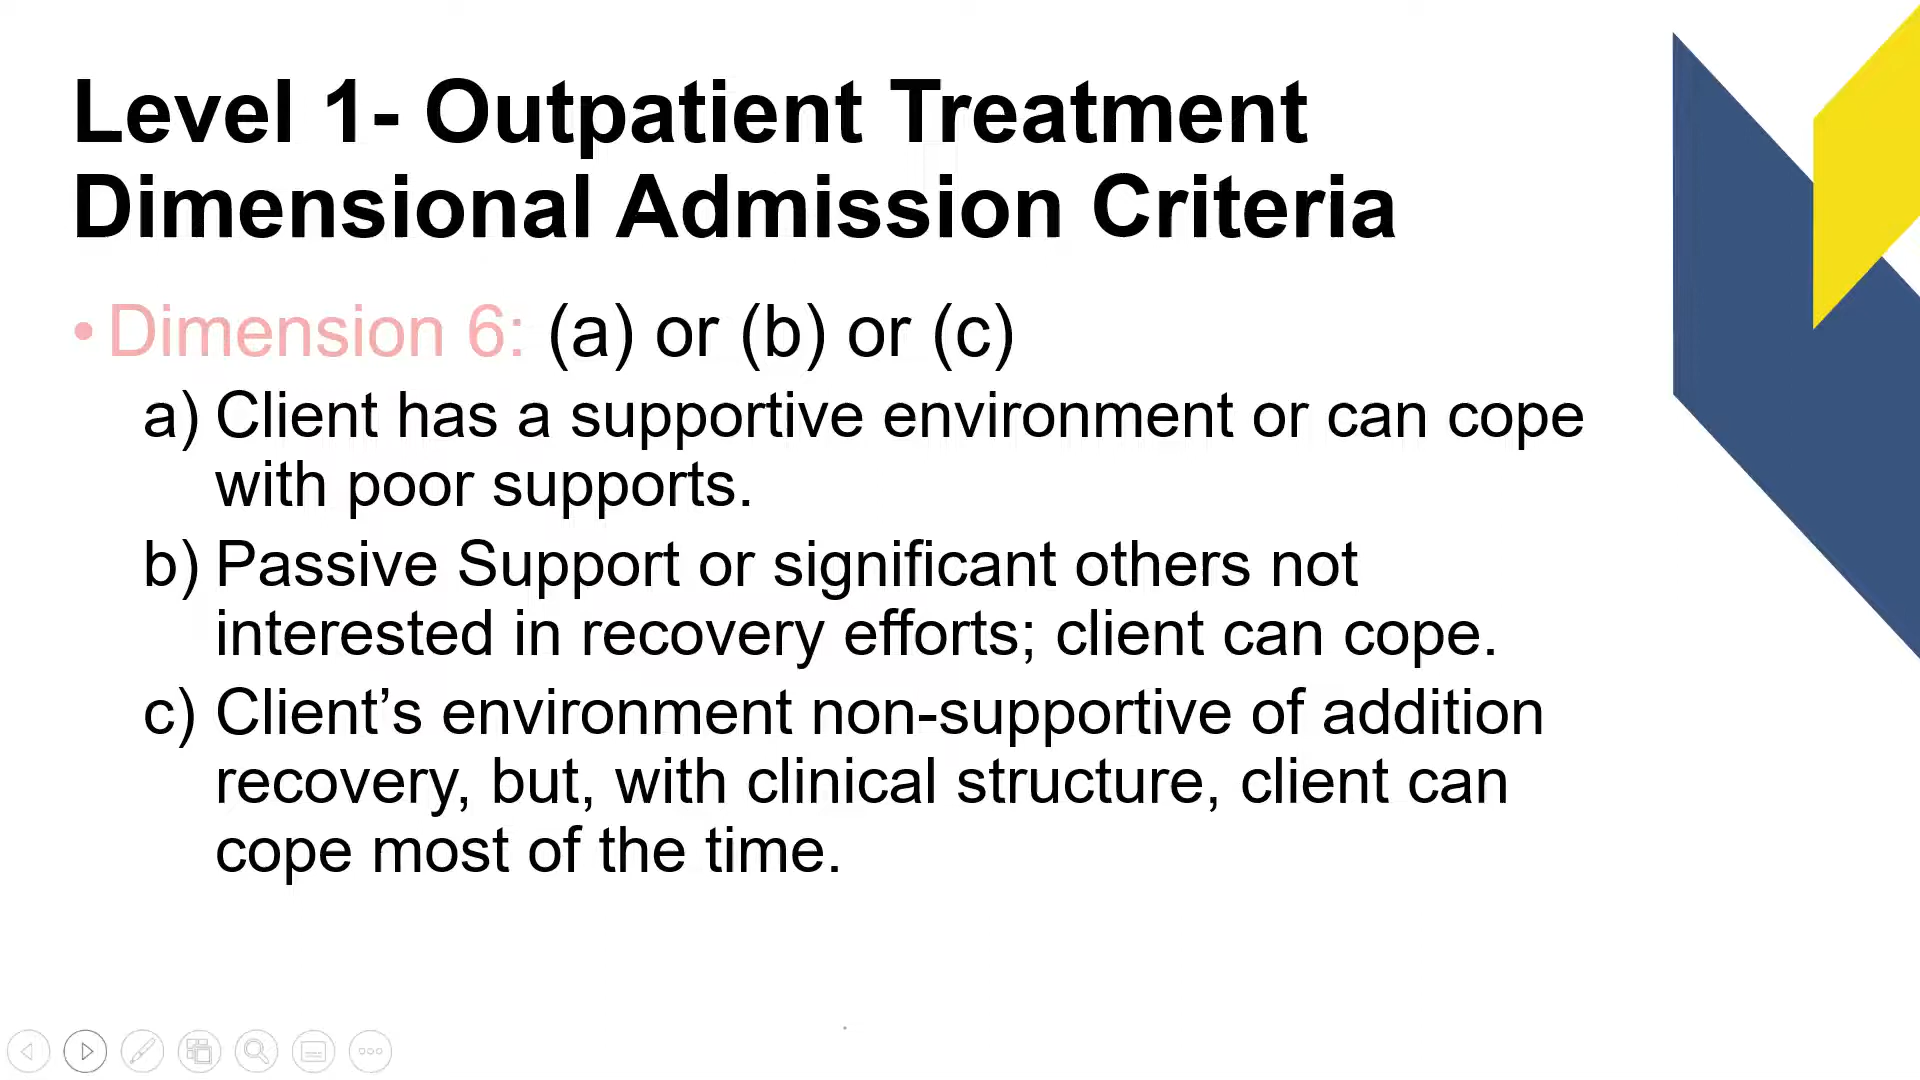 Level 1- Outpatient Treatment
Dimensional Admission Criteria
• Dimension 6: (a) or (b) or (c)
a) Client has a supportive environment or can cope
with poor supports.
b) Passive Support or significant others not
interested in recovery efforts; client can cope.
c) Client’s environment non-supportive of addition
recovery, but, with clinical structure, client can
cope most of the time.